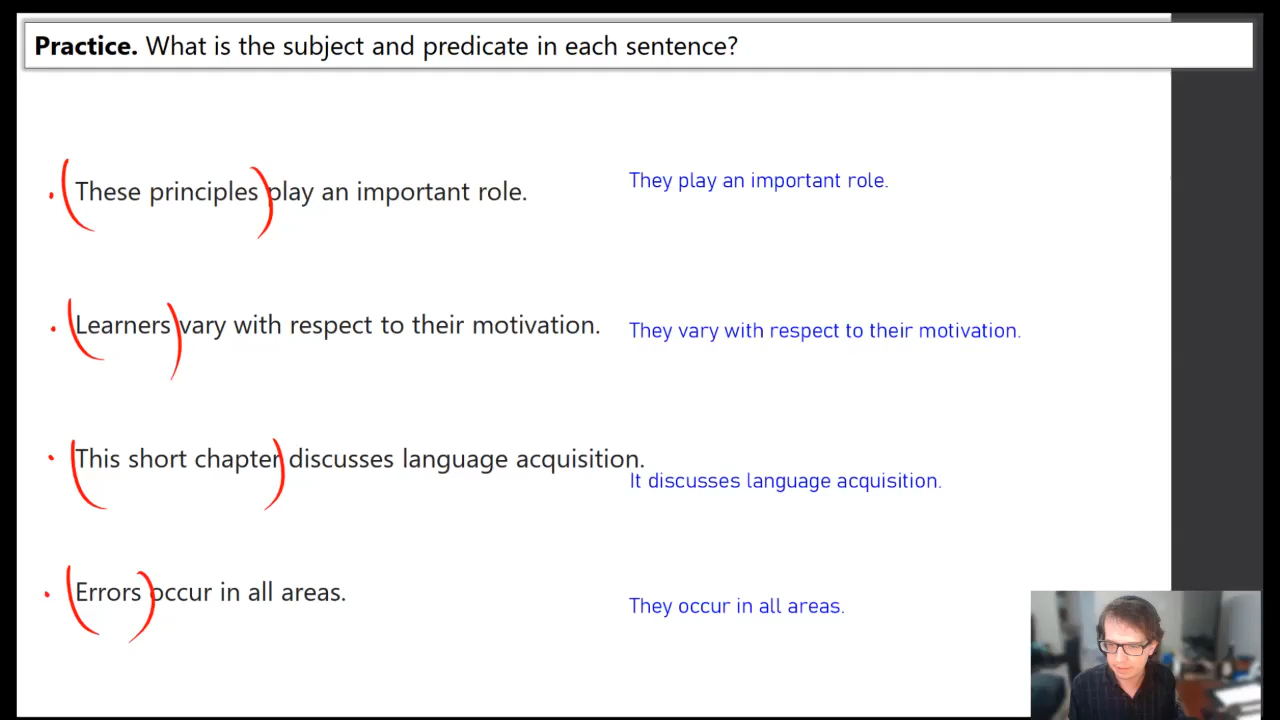 Practice. What is the subject and predicate in each sentence?
These principles play an important role.
They play an important role.
Learners vary with respect to their motivation.
They vary with respect to their motivation.
This short chapter discusses language acquisition.
It discusses language acquisition.
Errors occur in all areas.
They occur in all areas.